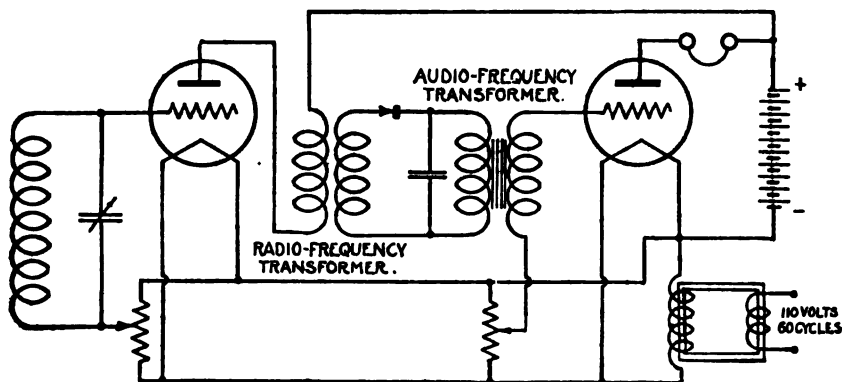 AUDIO-FREQUENCY
TRANSFORMER.
+
RADIO-FREQUENCY
TRANSFORMER.
-
110 VOLTS
60 CYCLES